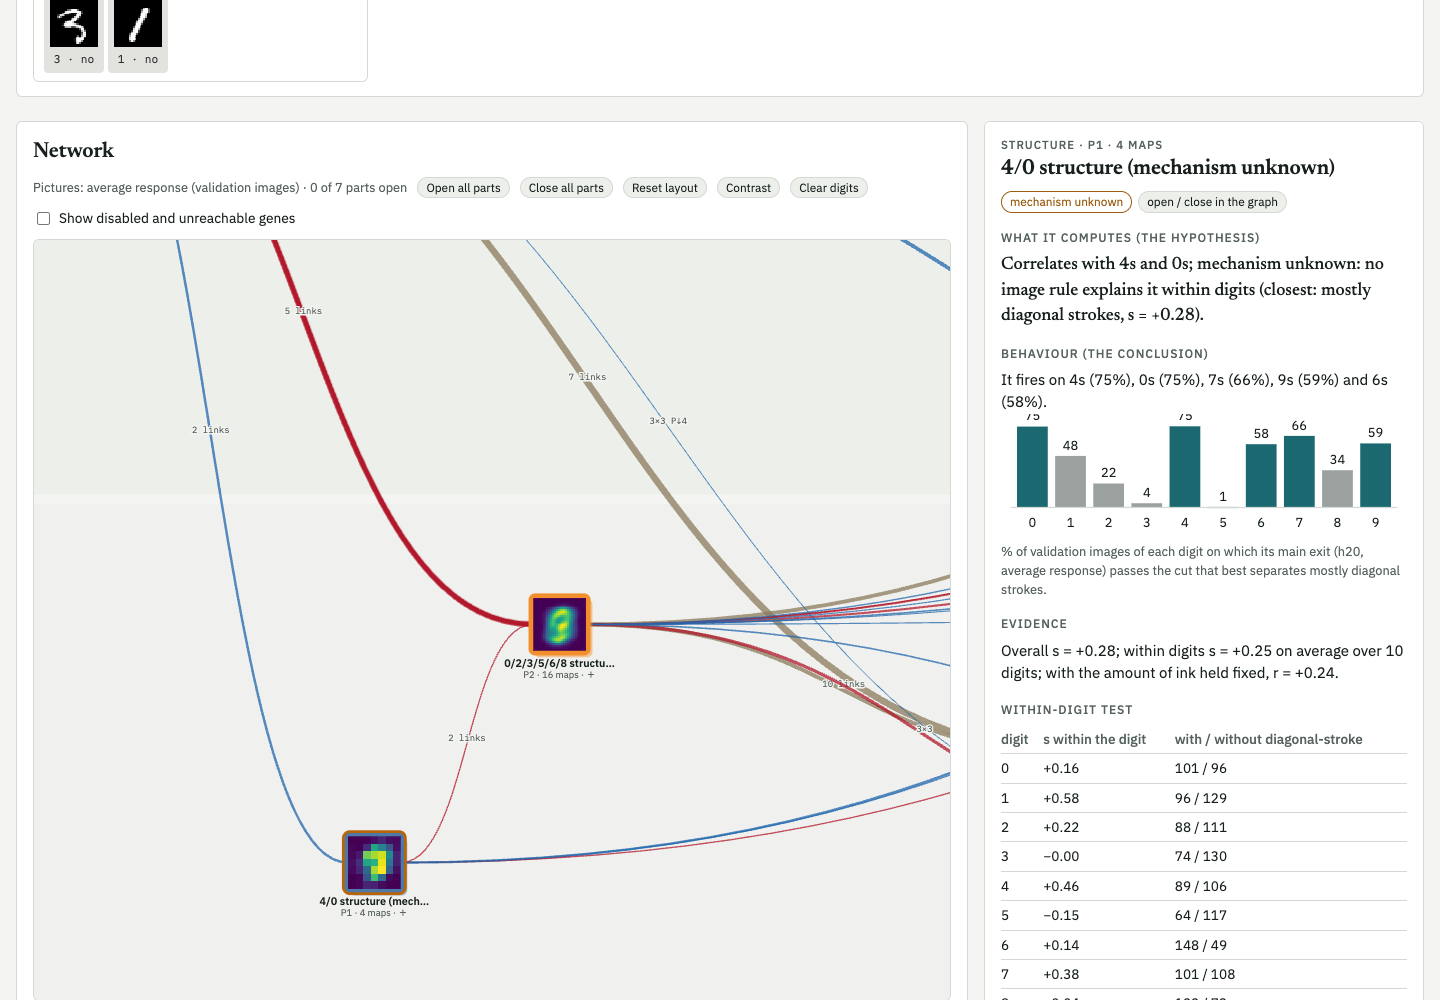 3 · no
1 · no
Network
Pictures: average response (validation images) · 0 of 7 parts open
Open all parts
Close all parts
Reset layout
Contrast
Clear digits
Show disabled and unreachable genes
5 links
7 links
3×3 P↓4
2 links
0/2/3/5/6/8 structu...
P2 · 16 maps · +
10 links
3×3
2 links
4/0 structure (mech...
P1 · 4 maps · +
STRUCTURE · P1 · 4 MAPS
4/0 structure (mechanism unknown)
mechanism unknown
open / close in the graph
WHAT IT COMPUTES (THE HYPOTHESIS)
Correlates with 4s and 0s; mechanism unknown: no
image rule explains it within digits (closest: mostly
diagonal strokes, s = +0.28).
BEHAVIOUR (THE CONCLUSION)
It fires on 4s (75%), 0s (75%), 7s (66%), 9s (59%) and 6s
(58%).
75 48 22 4 75 1 58 66 34 59
0 1 2 3 4 5 6 7 8 9
% of validation images of each digit on which its main exit (h20,
average response) passes the cut that best separates mostly diagonal
strokes.
EVIDENCE
Overall s = +0.28; within digits s = +0.25 on average over 10
digits; with the amount of ink held fixed, r = +0.24.
WITHIN-DIGIT TEST
digit s within the digit with / without diagonal-stroke
0 +0.16 101 / 96
1 +0.58 96 / 129
2 +0.22 88 / 111
3 −0.00 74 / 130
4 +0.46 89 / 106
5 −0.15 64 / 117
6 +0.14 148 / 49
7 +0.38 101 / 108